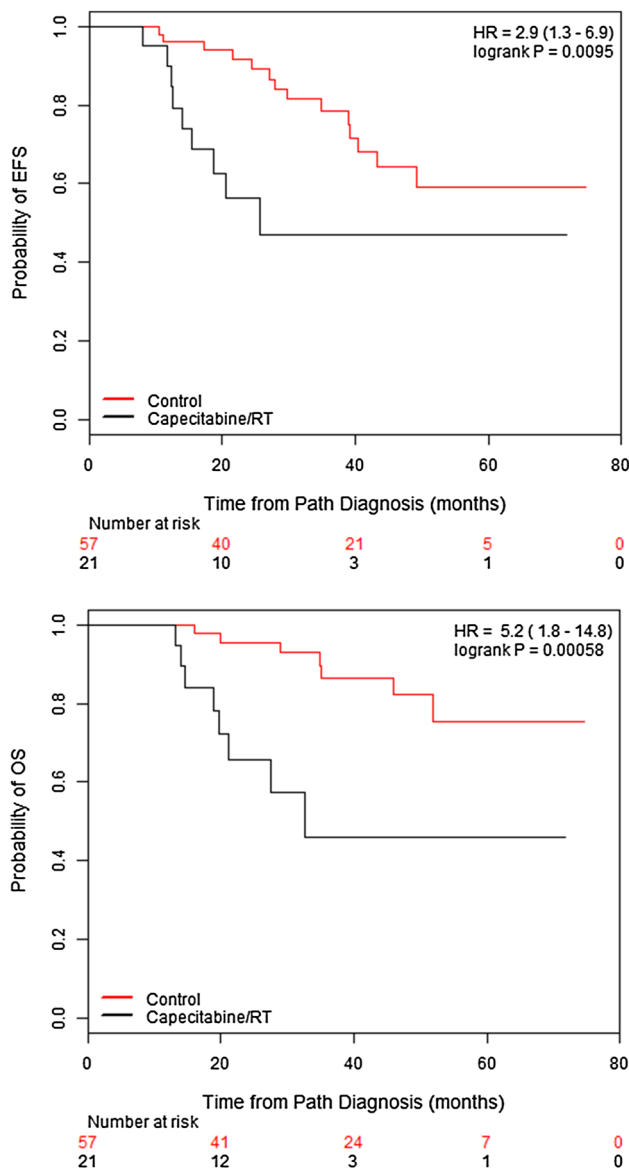 HR = 2.9 (1.3 - 6.9)
logrank P = 0.0095
Probability of EFS
1.0
0.8
0.6
0.4
0.2
0.0
Control
Capecitabine/RT
0 20 40 60 80
Time from Path Diagnosis (months)
Number at risk
57 40 21 5 0
21 10 3 1 0
HR = 5.2 ( 1.8 - 14.8)
logrank P = 0.00058
Probability of OS
1.0
0.8
0.6
0.4
0.2
0.0
Control
Capecitabine/RT
0 20 40 60 80
Time from Path Diagnosis (months)
Number at risk
57 41 24 7 0
21 12 3 1 0